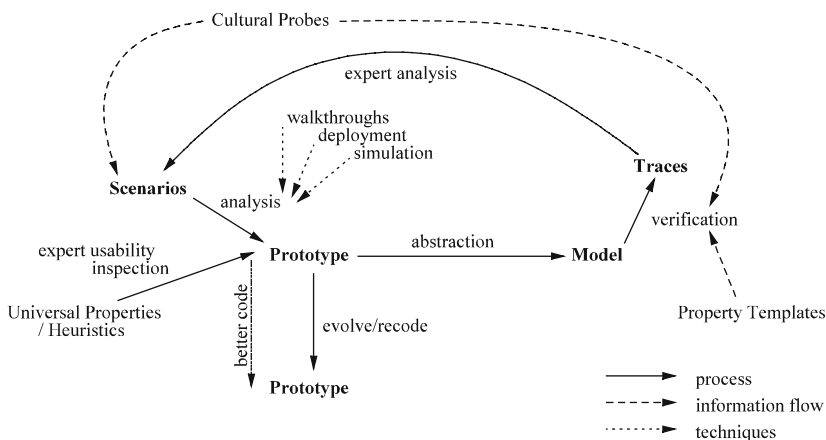 Cultural Probes
expert analysis
walkthroughs
deployment
simulation
Traces
Scenarios
analysis
verification
expert usability
inspection
Prototype
abstraction
Model
Universal Properties
/ Heuristics
better code
evolve/recode
Property Templates
Prototype
process
information flow
techniques